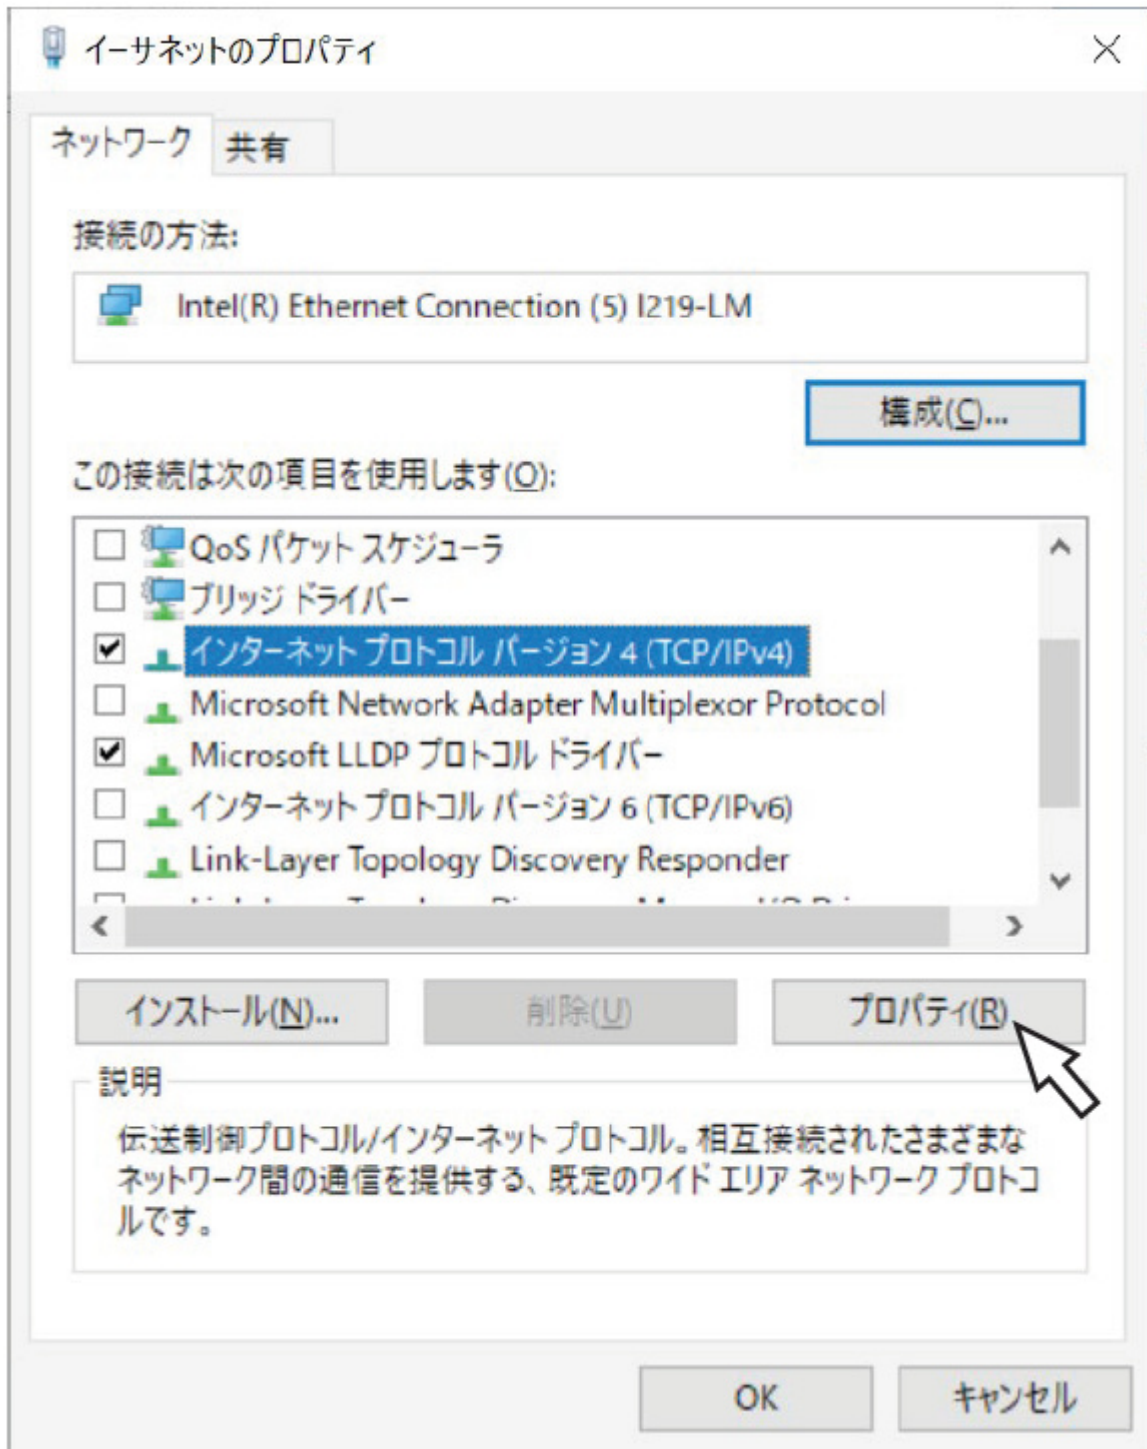 イーサネットのプロパティ
ネットワーク
共有
接続の方法:
Intel(R) Ethernet Connection (5) I219-LM
構成(C)...
この接続は次の項目を使用します(O):
QoS パケット スケジューラ
ブリッジ ドライバー
インターネット プロトコル バージョン 4 (TCP/IPv4)
Microsoft Network Adapter Multiplexor Protocol
Microsoft LLDP プロトコル ドライバー
インターネット プロトコル バージョン 6 (TCP/IPv6)
Link-Layer Topology Discovery Responder
インストール(N)...
削除(U)
プロパティ(R)
説明
伝送制御プロトコル/インターネット プロトコル。相互接続されたさまざまな
ネットワーク間の通信を提供する、既定のワイド エリア ネットワーク プロトコ
ルです。
OK
キャンセル